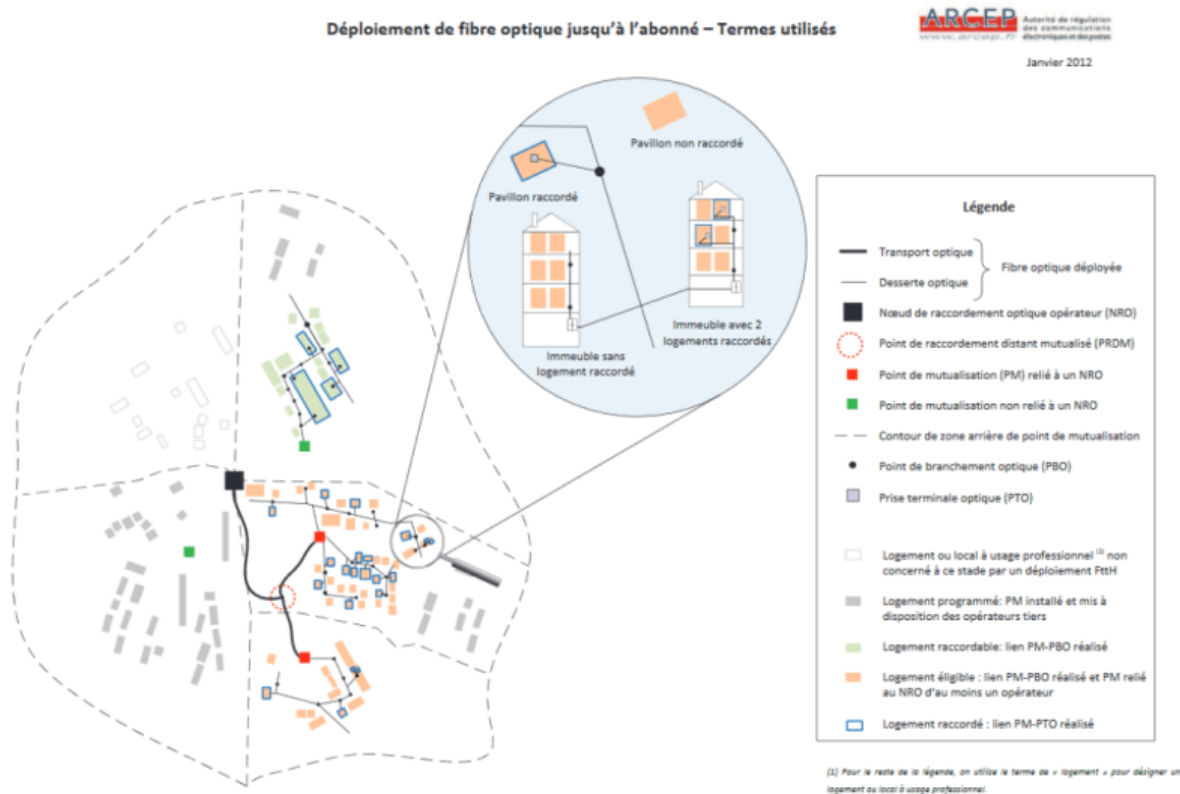 Déploiement de fibre optique jusqu'à l'abonné – Termes utilisés
ARCEP
www.arcep.fr
Autorité de régulation
des communications
électroniques et des postes
Janvier 2012
Pavillon non raccordé
Pavillon raccordé
Immeuble avec 2
logements raccordés
Immeuble sans
logement raccordé
Légende
Transport optique
Desserte optique
Fibre optique déployée
Nœud de raccordement optique opérateur (NRO)
Point de raccordement distant mutualisé (PRDM)
Point de mutualisation (PM) relié à un NRO
Point de mutualisation non relié à un NRO
Contour de zone arrière de point de mutualisation
Point de branchement optique (PBO)
Prise terminale optique (PTO)
Logement ou local à usage professionnel (1) non
concerné à ce stade par un déploiement FttH
Logement programmé: PM installé et mis à
disposition des opérateurs tiers
Logement raccordable: lien PM-PBO réalisé
Logement éligible : lien PM-PBO réalisé et PM relié
au NRO d'au moins un opérateur
Logement raccordé : lien PM-PTO réalisé
(1) Pour le reste de la légende, on utilise le terme de « logement » pour désigner un
logement ou local à usage professionnel.